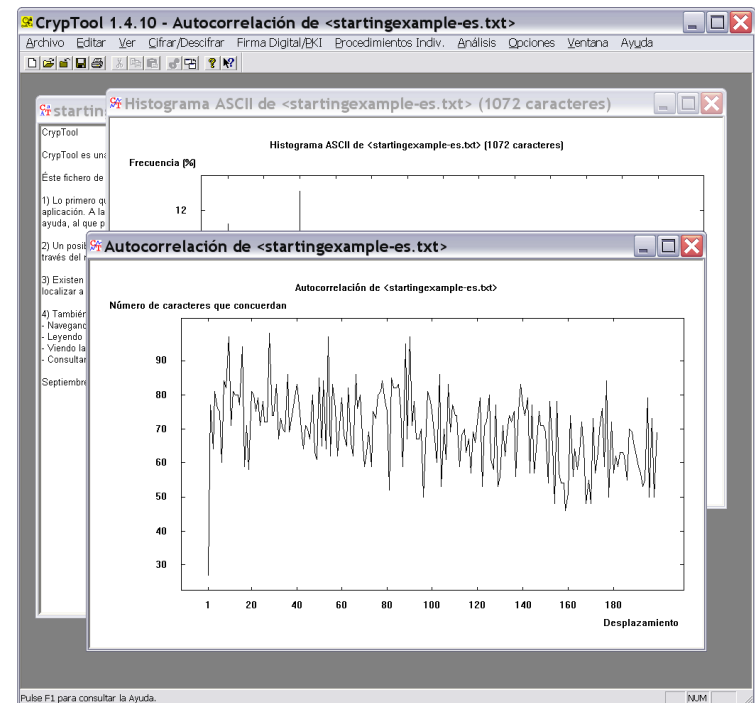 CrypTool 1.4.10 - Autocorrelación de <startingexample-es.txt>
Archivo Editar Ver Cifrar/Descifrar Firma Digital/PKI Procedimientos Indiv. Análisis Opciones Ventana Ayuda
startin
Histograma ASCII de <startingexample-es.txt> (1072 caracteres)
CrypTool
CrypTool es una
Éste fichero de
1) Lo primero qu
aplicación. A la
ayuda, al que p
2) Un posib
través del
3) Existen
localizar a
4) También
- Navegand
- Leyendo
- Viendo la
- Consultar
Septiembre
Histograma ASCII de <startingexample-es.txt> (1072 caracteres)
Frecuencia (%)
12
Autocorrelación de <startingexample-es.txt>
Autocorrelación de <startingexample-es.txt>
Número de caracteres que concuerdan
90
80
70
60
50
40
30
1 20 40 60 80 100 120 140 160 180
Desplazamiento
Pulse F1 para consultar la Ayuda.
NUM